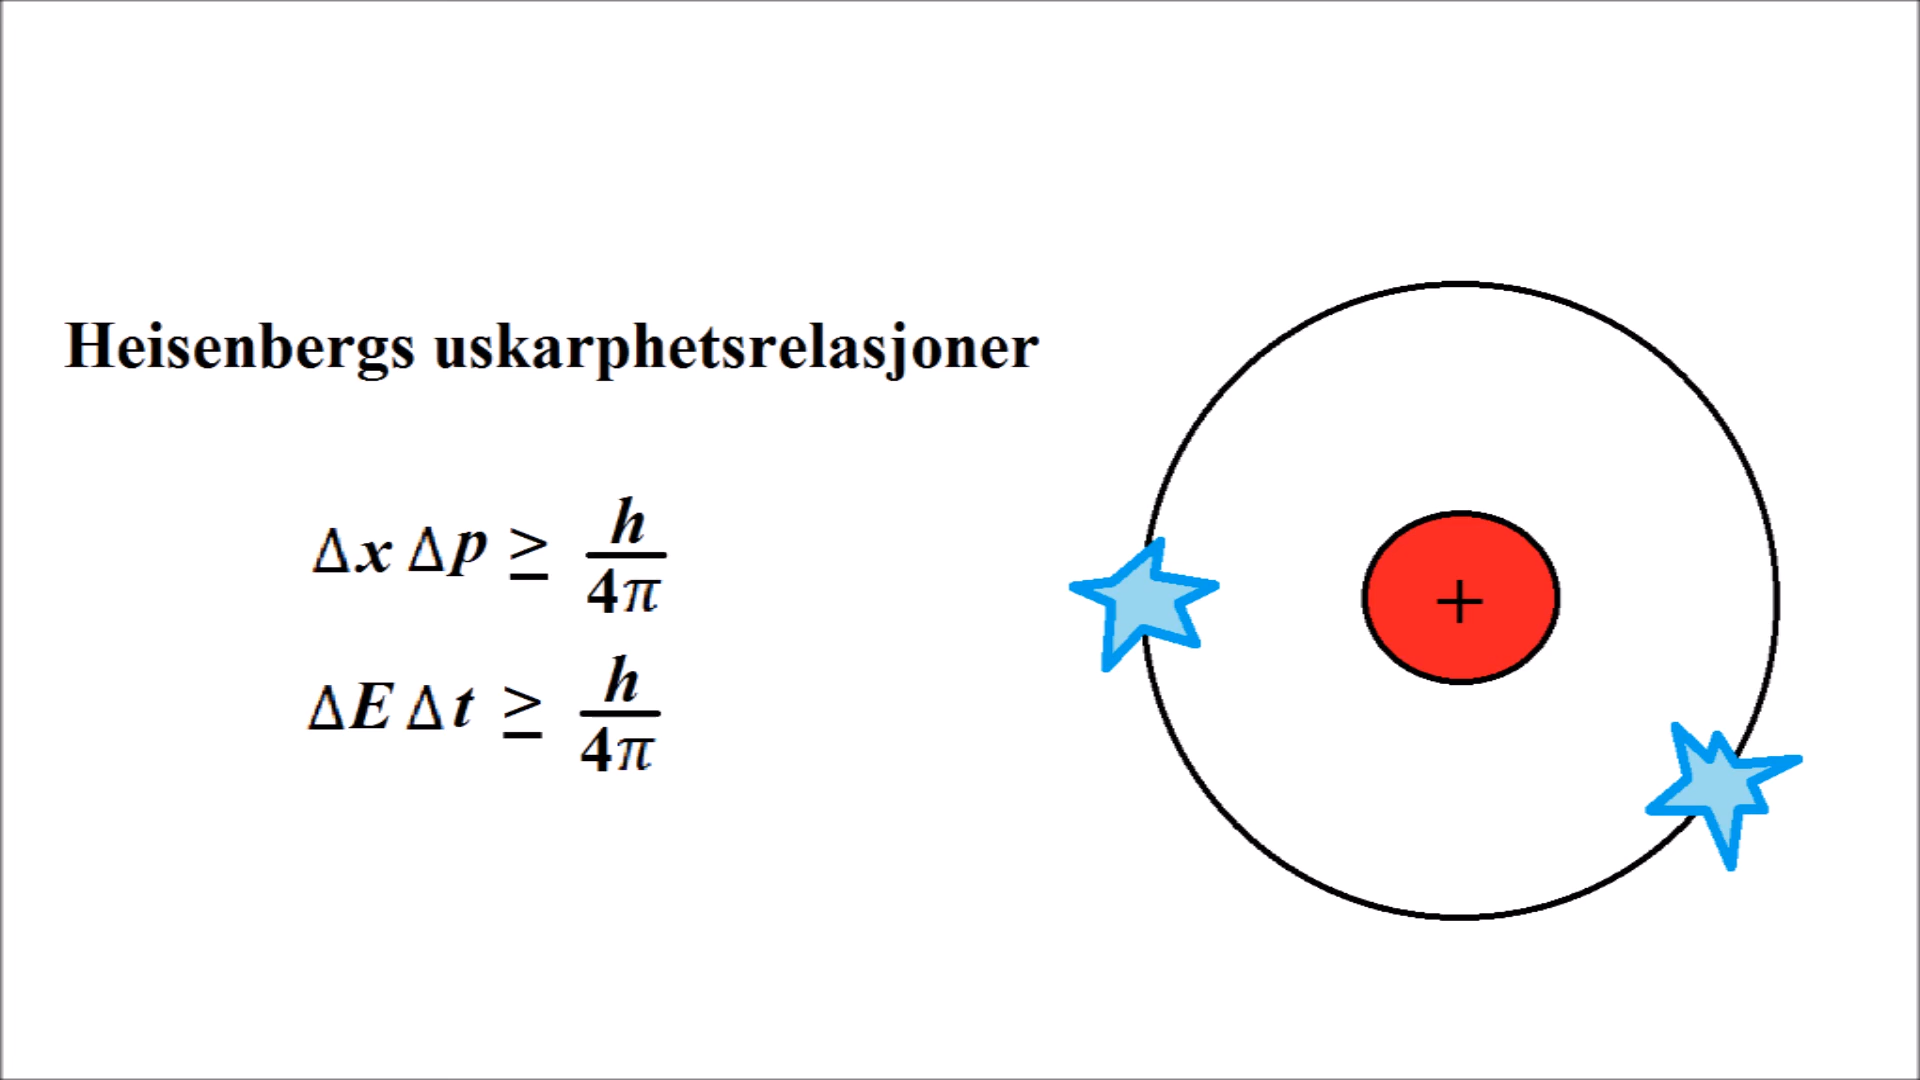 Heisenbergs uskarphetsrelasjoner
Δx Δp ≥ h/4π
ΔE Δt ≥ h/4π
+